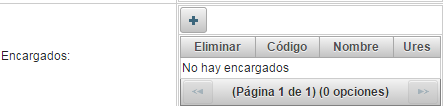 Encargados:
Eliminar Código Nombre Ures
No hay encargados
(Página 1 de 1) (0 opciones)